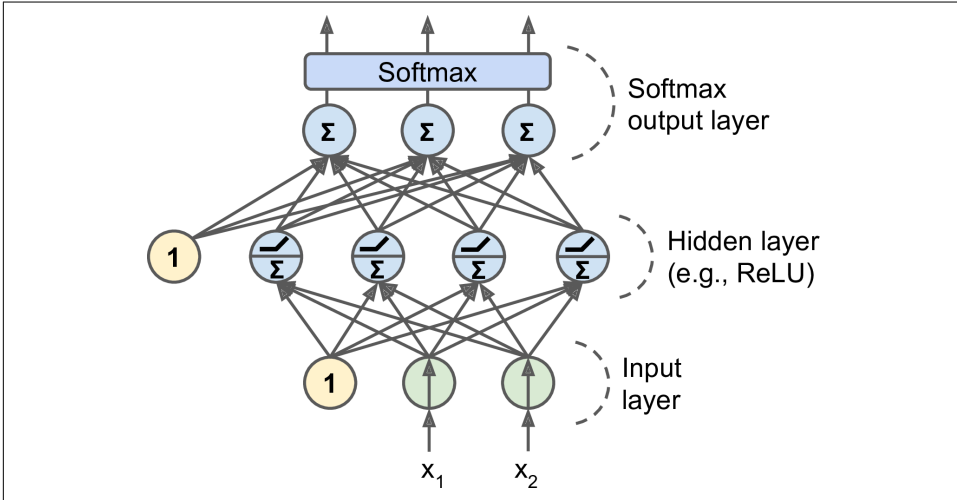 Softmax
Softmax
output layer
Σ Σ Σ
1
Σ Σ Σ Σ
Hidden layer
(e.g., ReLU)
1
Input
layer
x₁ x₂